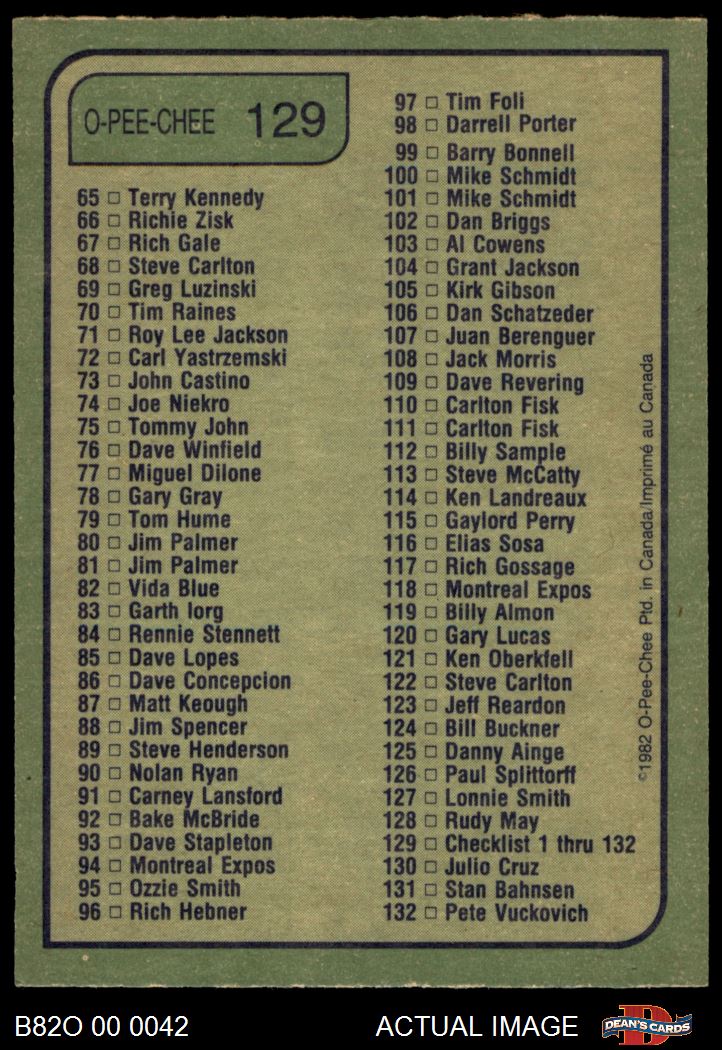 O-PEE-CHEE 129
65 □ Terry Kennedy
66 □ Richie Zisk
67 □ Rich Gale
68 □ Steve Carlton
69 □ Greg Luzinski
70 □ Tim Raines
71 □ Roy Lee Jackson
72 □ Carl Yastrzemski
73 □ John Castino
74 □ Joe Niekro
75 □ Tommy John
76 □ Dave Winfield
77 □ Miguel Dilone
78 □ Gary Gray
79 □ Tom Hume
80 □ Jim Palmer
81 □ Jim Palmer
82 □ Vida Blue
83 □ Garth Iorg
84 □ Rennie Stennett
85 □ Dave Lopes
86 □ Dave Concepcion
87 □ Matt Keough
88 □ Jim Spencer
89 □ Steve Henderson
90 □ Nolan Ryan
91 □ Carney Lansford
92 □ Bake McBride
93 □ Dave Stapleton
94 □ Montreal Expos
95 □ Ozzie Smith
96 □ Rich Hebner
97 □ Tim Foli
98 □ Darrell Porter
99 □ Barry Bonnell
100 □ Mike Schmidt
101 □ Mike Schmidt
102 □ Dan Briggs
103 □ Al Cowens
104 □ Grant Jackson
105 □ Kirk Gibson
106 □ Dan Schatzeder
107 □ Juan Berenguer
108 □ Jack Morris
109 □ Dave Revering
110 □ Carlton Fisk
111 □ Carlton Fisk
112 □ Billy Sample
113 □ Steve McCatty
114 □ Ken Landreaux
115 □ Gaylord Perry
116 □ Elias Sosa
117 □ Rich Gossage
118 □ Montreal Expos
119 □ Billy Almon
120 □ Gary Lucas
121 □ Ken Oberkfell
122 □ Steve Carlton
123 □ Jeff Reardon
124 □ Bill Buckner
125 □ Danny Ainge
126 □ Paul Splittorff
127 □ Lonnie Smith
128 □ Rudy May
129 □ Checklist 1 thru 132
130 □ Julio Cruz
131 □ Stan Bahnsen
132 □ Pete Vuckovich
©1982 O-Pee-Chee Ptd. in Canada/Imprimé au Canada
B82O 00 0042 ACTUAL IMAGE DEAN'S CARDS